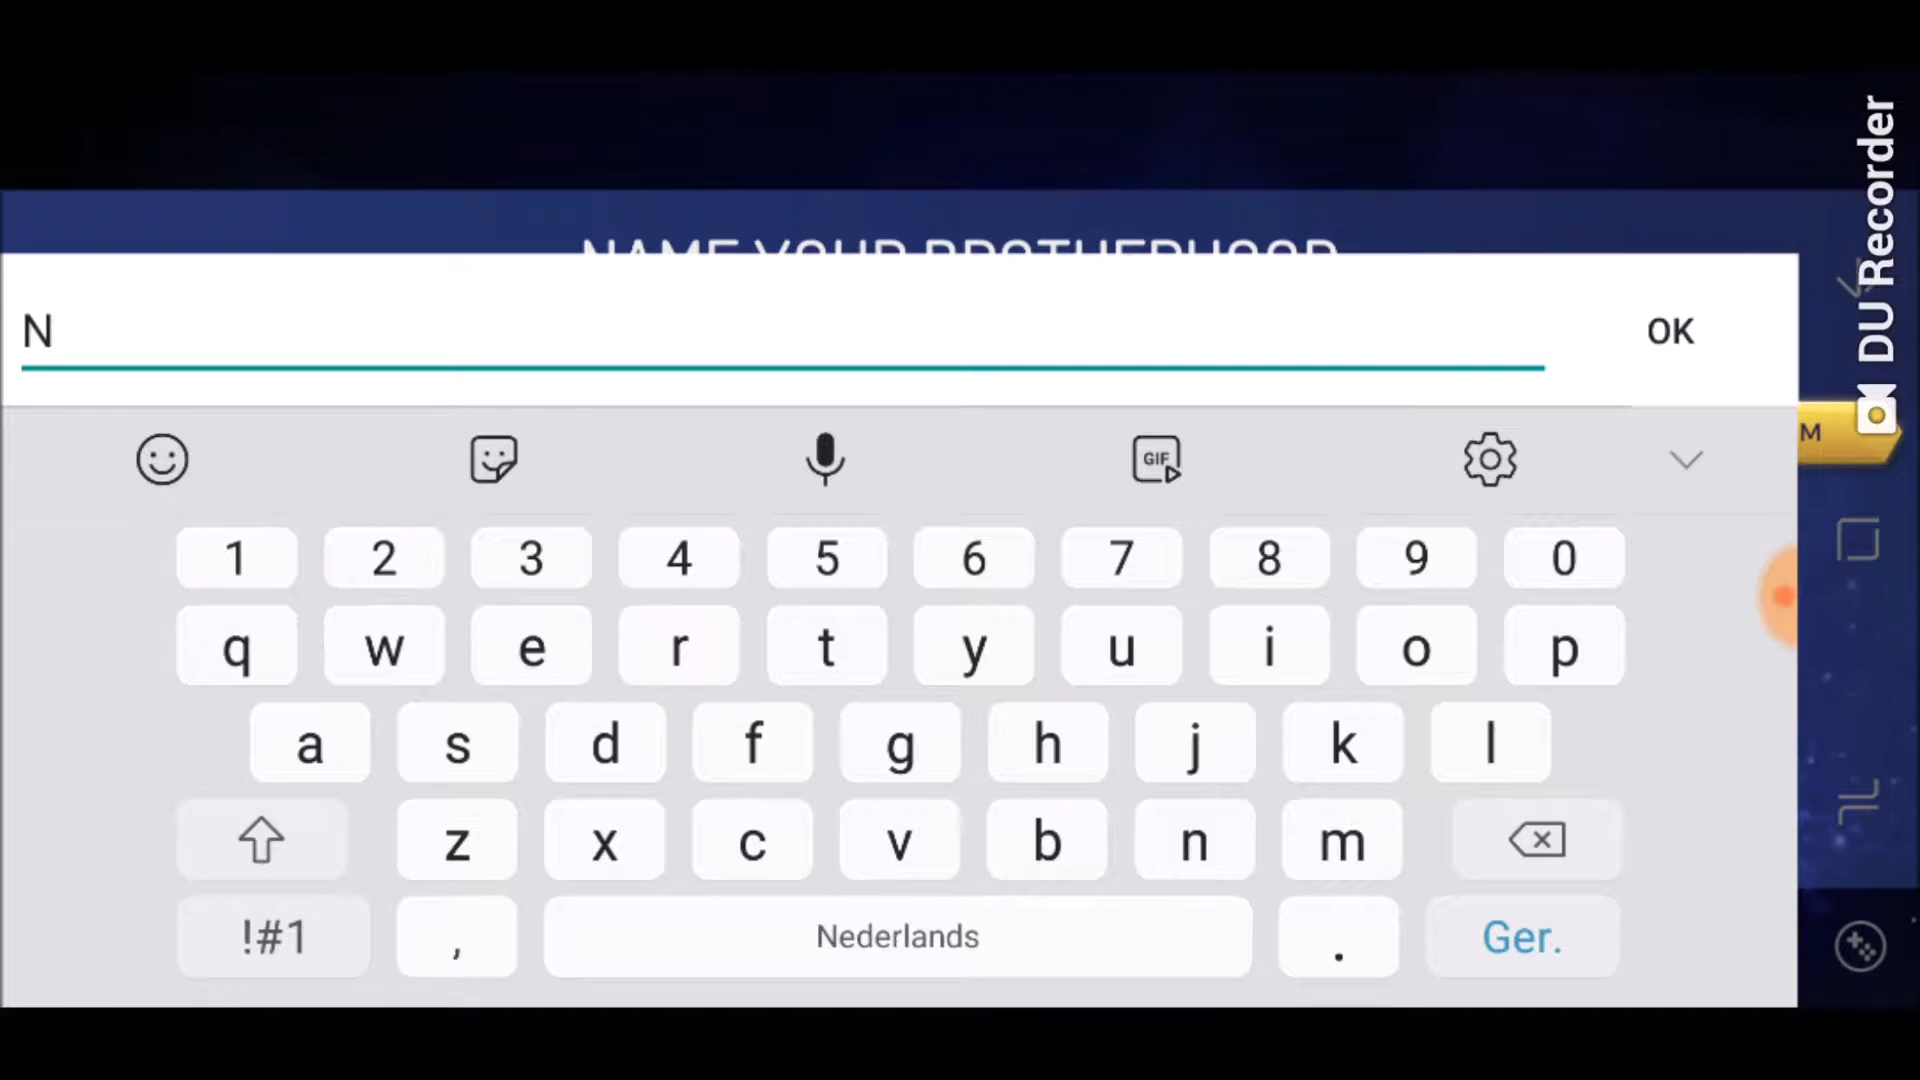 NAME YOUR BROTHERHOOD
N
OK
GIF
1 2 3 4 5 6 7 8 9 0
q w e r t y u i o p
a s d f g h j k l
z x c v b n m
!#1 , Nederlands . Ger.
M
DU Recorder